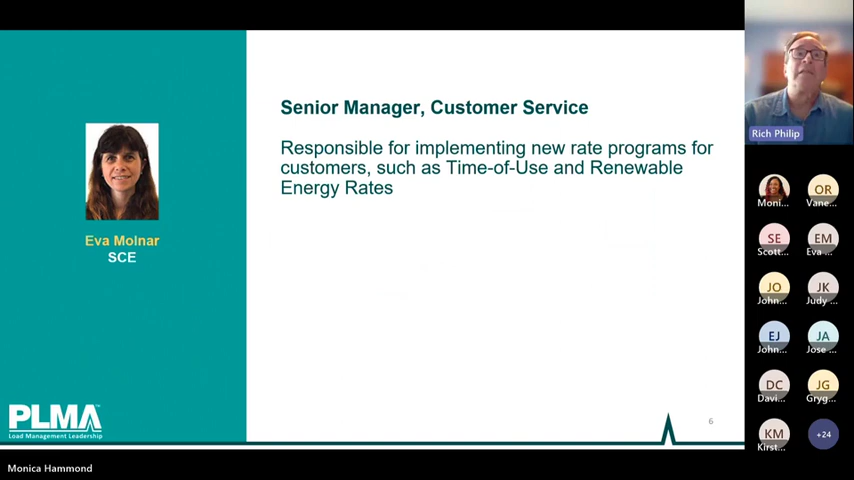 Senior Manager, Customer Service
Responsible for implementing new rate programs for
customers, such as Time-of-Use and Renewable
Energy Rates
Eva Molnar
SCE
PLMA
Load Management Leadership
6
Monica Hammond
Rich Philip
Moni...
OR
Vane...
SE
Scott...
EM
Eva ...
JO
John...
JK
Judy ...
EJ
John...
JA
Jose ...
DC
Davi...
JG
Gryg...
KM
Kirst...
+24